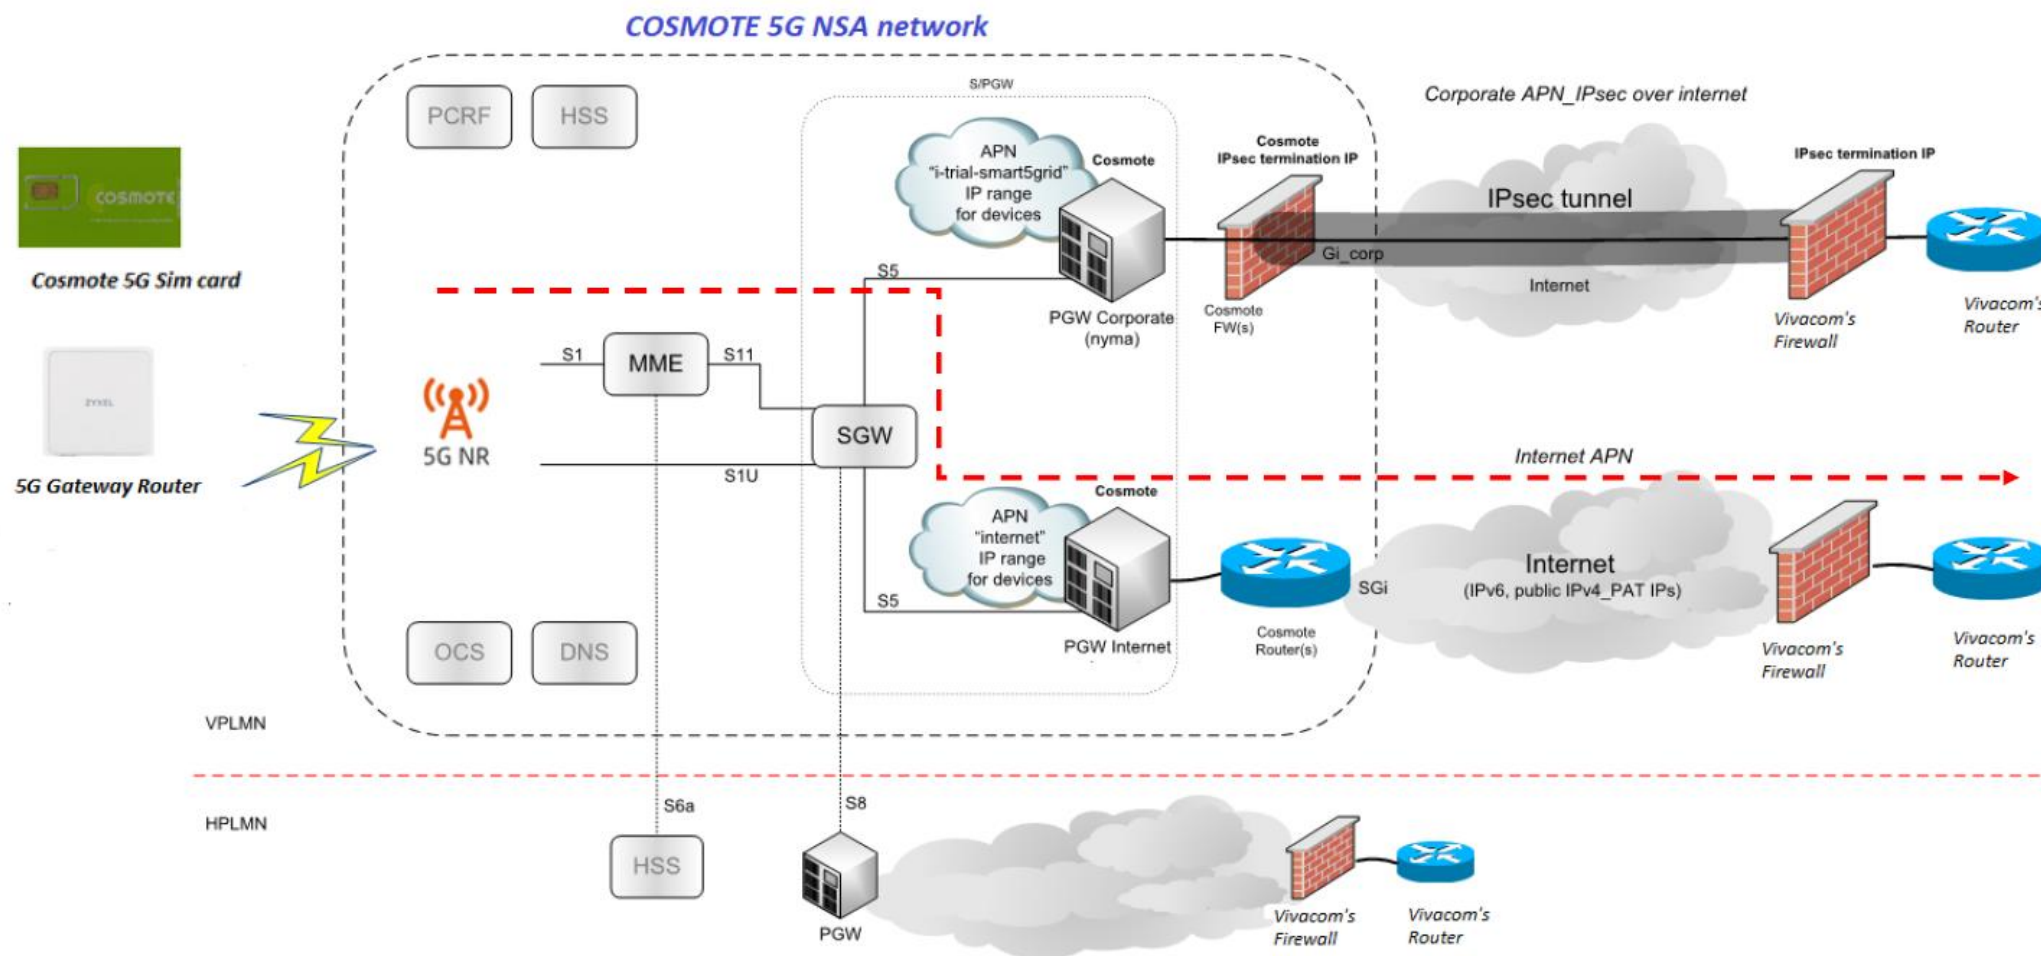 COSMOTE 5G NSA network
S/PGW
Corporate APN_IPsec over internet
PCRF
HSS
APN
"i-trial-smart5grid"
IP range
for devices
Cosmote
Cosmote
IPsec termination IP
IPsec termination IP
COSMOTE
IPsec tunnel
Gi_corp
Internet
Cosmote 5G Sim card
S5
PGW Corporate
(nyma)
Cosmote
FW(s)
Vivacom's
Firewall
Vivacom's
Router
S1
MME
S11
ZYXEL
5G NR
SGW
S1U
5G Gateway Router
Internet APN
Cosmote
APN
"internet"
IP range
for devices
S5
PGW Internet
SGi
Internet
(IPv6, public IPv4_PAT IPs)
Cosmote
Router(s)
Vivacom's
Firewall
Vivacom's
Router
OCS
DNS
VPLMN
HPLMN
S6a
S8
HSS
PGW
Vivacom's
Firewall
Vivacom's
Router